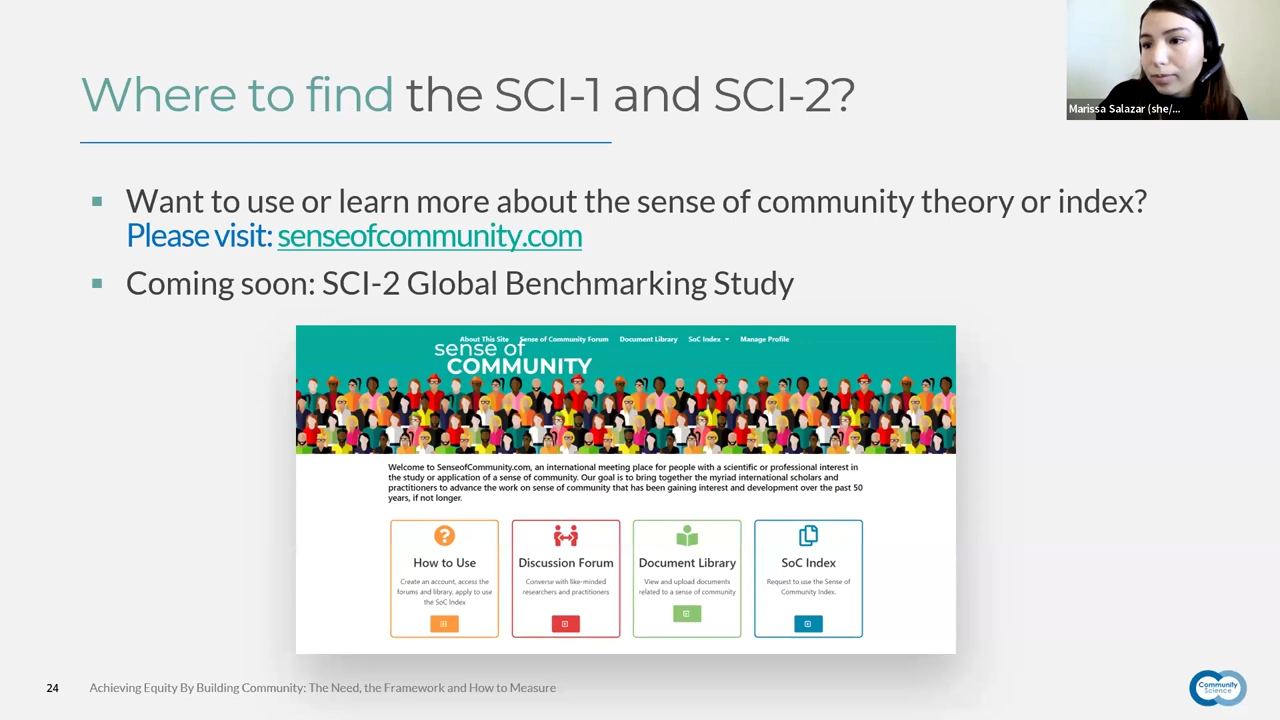 Where to find the SCI-1 and SCI-2?
Marissa Salazar (she/...
Want to use or learn more about the sense of community theory or index?
Please visit: senseofcommunity.com
Coming soon: SCI-2 Global Benchmarking Study
About This Site Sense of Community Forum Document Library SoC Index Manage Profile
sense of
COMMUNITY
Welcome to SenseofCommunity.com, an international meeting place for people with a scientific or professional interest in
the study or application of a sense of community. Our goal is to bring together the myriad international scholars and
practitioners to advance the work on sense of community that has been gaining interest and development over the past 50
years, if not longer.
How to Use
Create an account, access the
forums and library. apply to use
the SoC Index
Discussion Forum
Converse with like-minded
researchers and practitioners
Document Library
View and upload documents
related to a sense of community
SoC Index
Request to use the Sense of
Community Index.
24 Achieving Equity By Building Community: The Need, the Framework and How to Measure
Community
Science